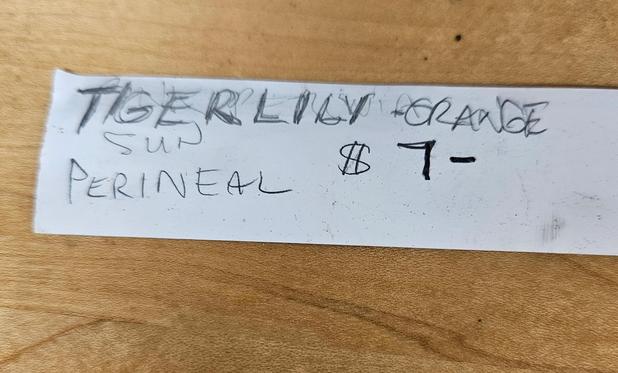 TIGERLILY -ORANGE
SUN
PERINEAL $ 7-